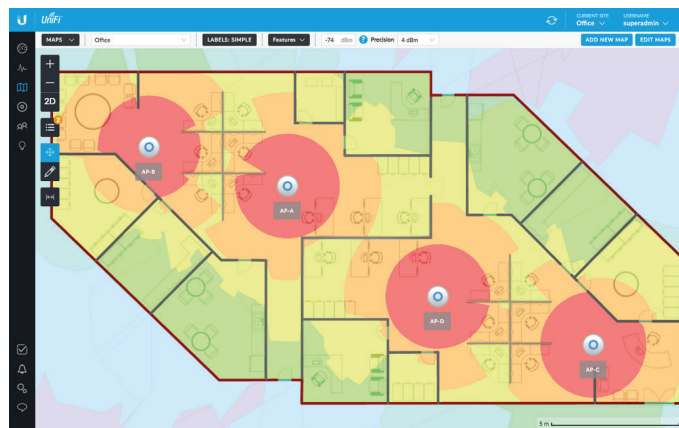 UniFi
CURRENT SITE
Office
USERNAME
superadmin
MAPS
Office
LABELS: SIMPLE
Features
-74 dBm
?
Precision
4 dBm
ADD NEW MAP
EDIT MAPS
+
−
2D
2
AP-B
AP-A
AP-D
AP-C
5 m